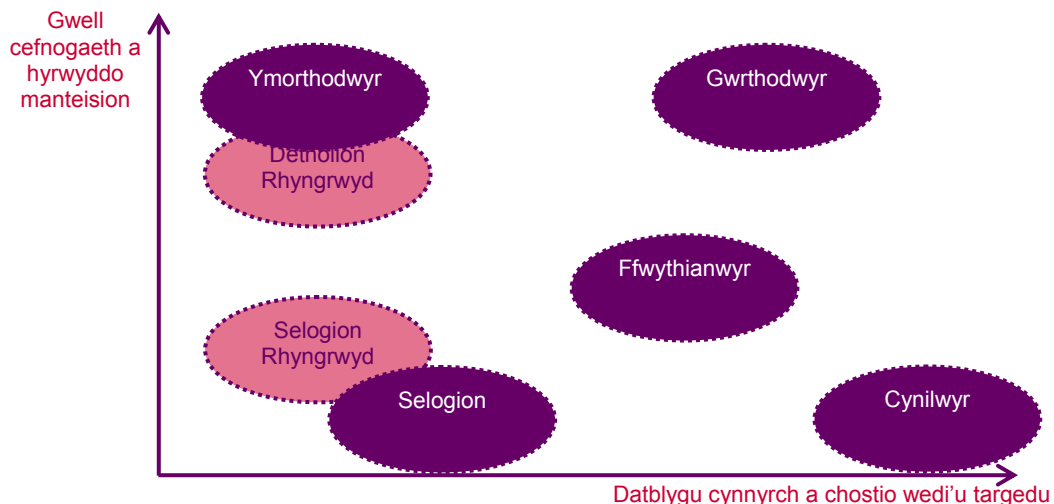 Gwell
cefnogaeth a
hyrwyddo
manteision
Ymorthodwyr
Gwrthodwyr
Detholion
Rhyngrwyd
Ffwythianwyr
Selogion
Rhyngrwyd
Selogion
Cynilwyr
Datblygu cynnyrch a chostio wedi’u targedu